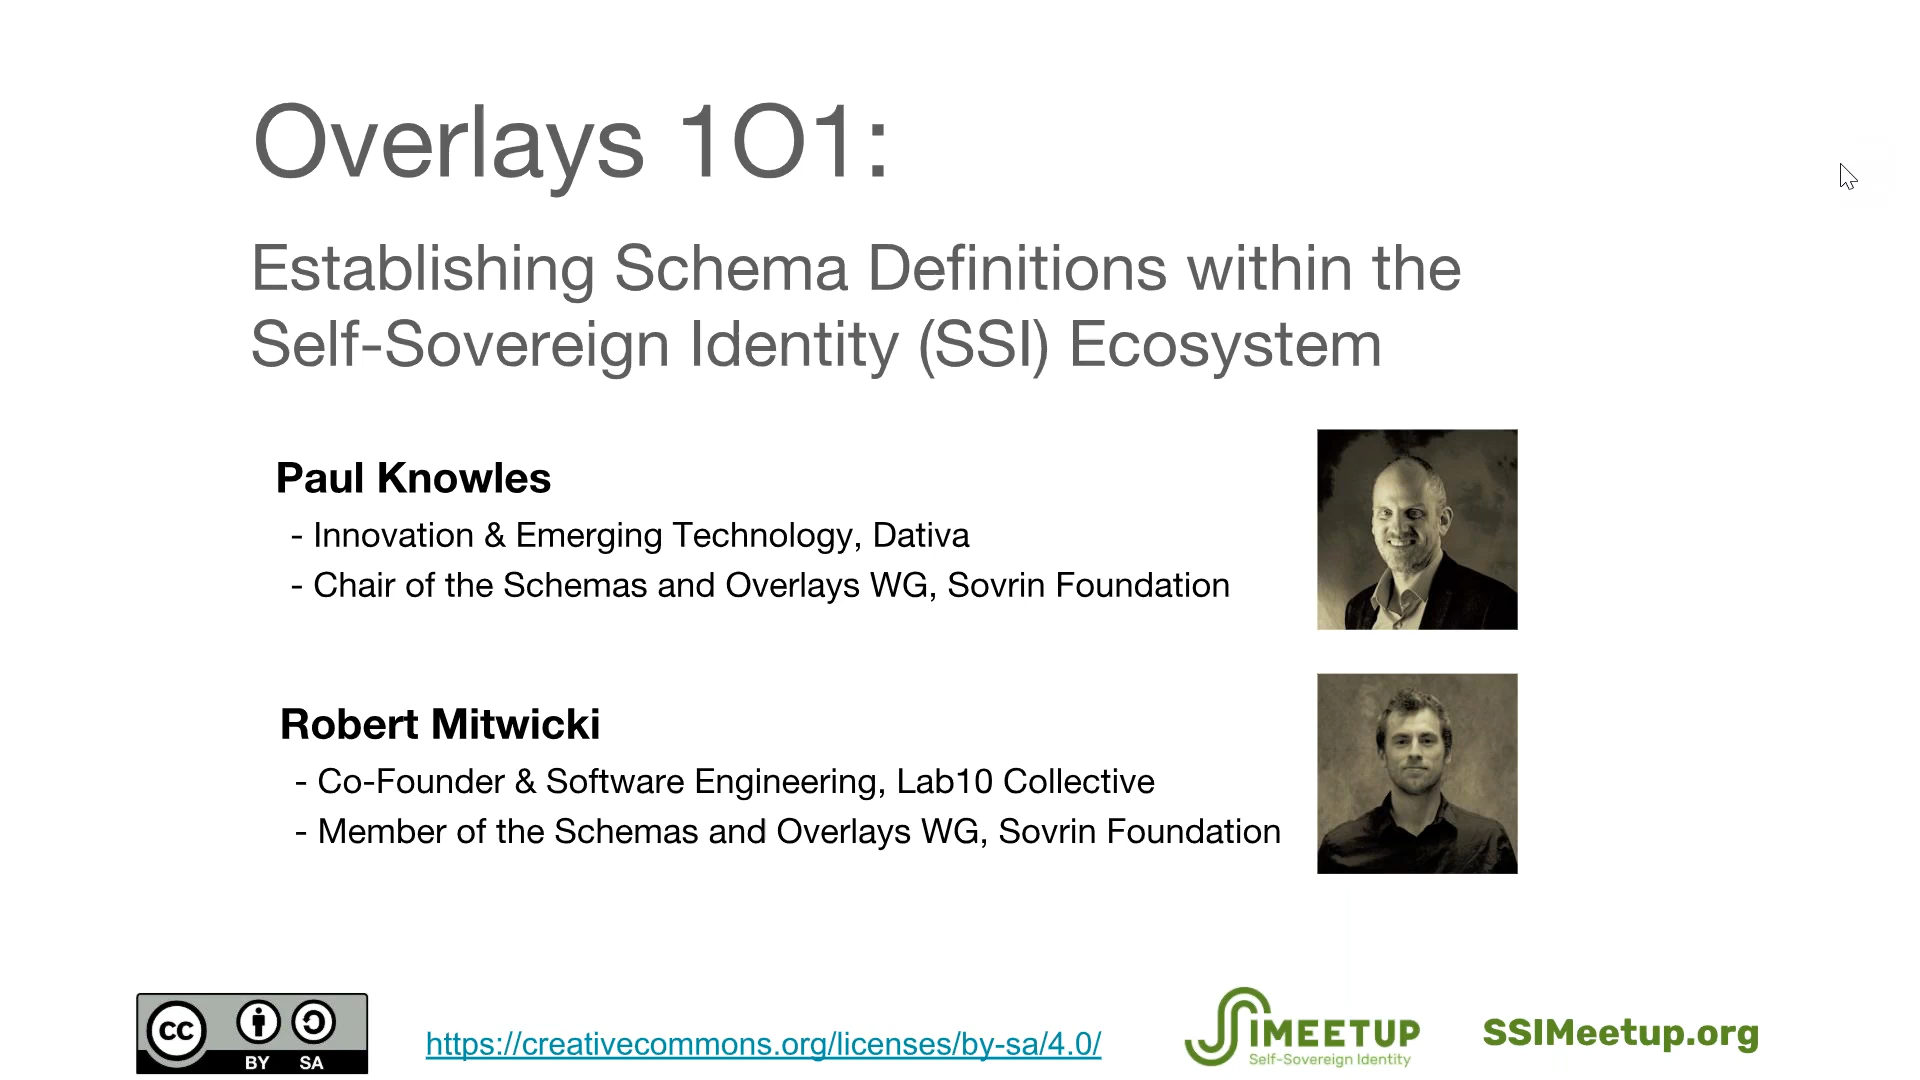 Overlays 1O1:
Establishing Schema Definitions within the
Self-Sovereign Identity (SSI) Ecosystem
Paul Knowles
- Innovation & Emerging Technology, Dativa
- Chair of the Schemas and Overlays WG, Sovrin Foundation
Robert Mitwicki
- Co-Founder & Software Engineering, Lab10 Collective
- Member of the Schemas and Overlays WG, Sovrin Foundation
CC BY SA
https://creativecommons.org/licenses/by-sa/4.0/
SSIMEETUP
Self-Sovereign Identity
SSIMeetup.org